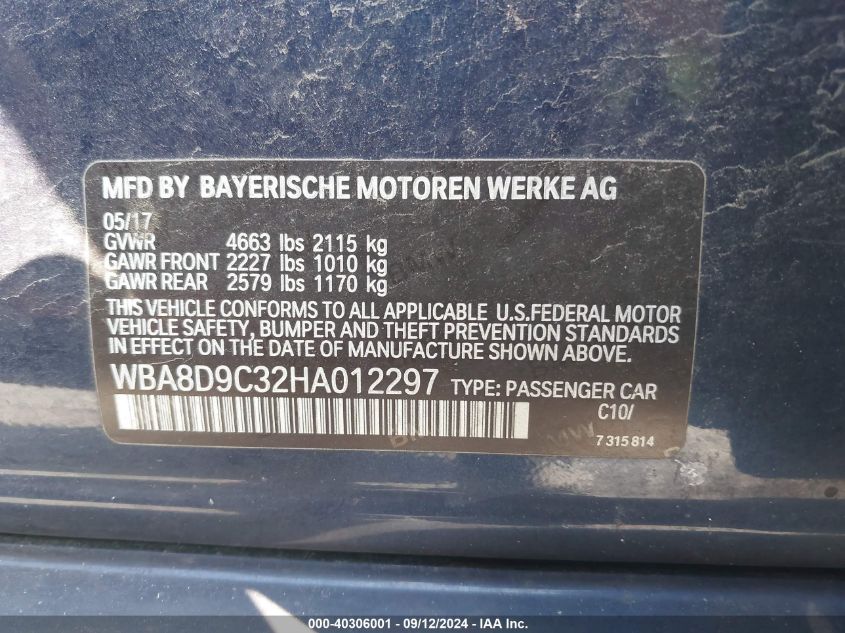 MFD BY BAYERISCHE MOTOREN WERKE AG
05/17
GVWR 4663 lbs 2115 kg
GAWR FRONT 2227 lbs 1010 kg
GAWR REAR 2579 lbs 1170 kg
THIS VEHICLE CONFORMS TO ALL APPLICABLE U.S.FEDERAL MOTOR
VEHICLE SAFETY, BUMPER AND THEFT PREVENTION STANDARDS
IN EFFECT ON THE DATE OF MANUFACTURE SHOWN ABOVE.
WBA8D9C32HA012297 TYPE: PASSENGER CAR
C10/
7 315 814
000-40306001 - 09/12/2024 - IAA Inc.